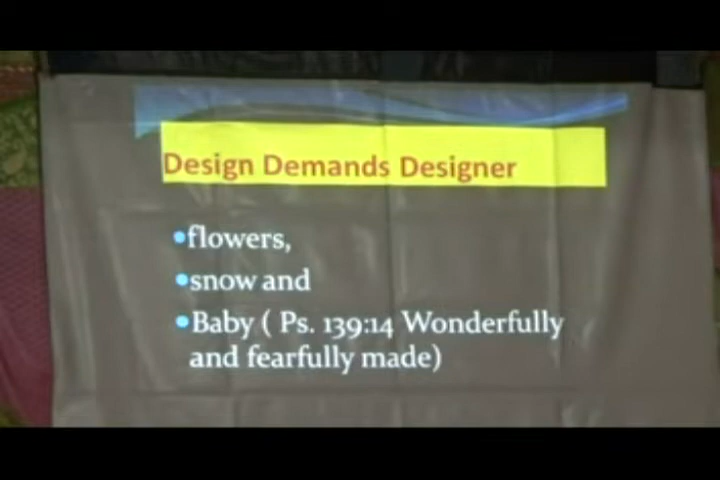 Design Demands Designer
•flowers,
•snow and
•Baby ( Ps. 139:14 Wonderfully
and fearfully made)